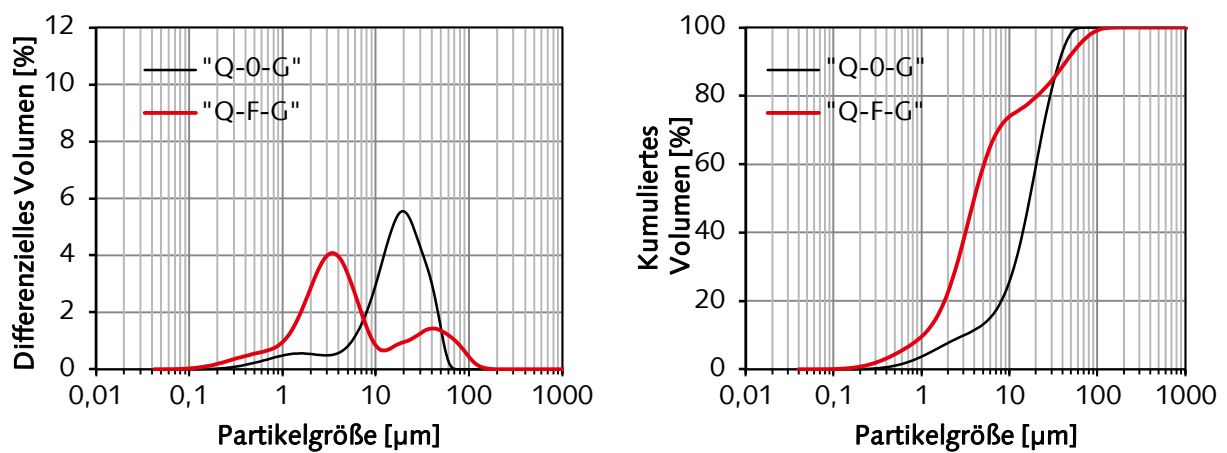 Differenzielles Volumen [%]
12
10
8
6
4
2
0
"Q-0-G"
"Q-F-G"
0,01
0,1
1
10
100
1000
Partikelgröße [µm]
Kumuliertes
Volumen [%]
100
80
60
40
20
0
"Q-0-G"
"Q-F-G"
0,01
0,1
1
10
100
1000
Partikelgröße [µm]